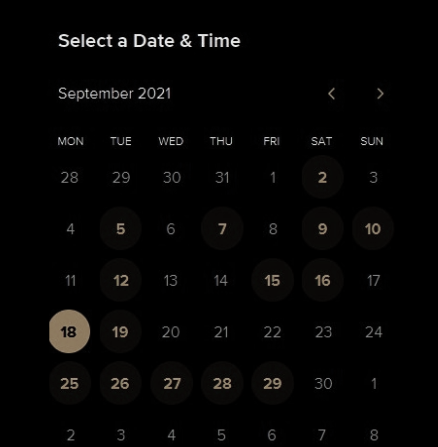 Select a Date & Time
September 2021
MON TUE WED THU FRI SAT SUN
28 29 30 31 1 2 3
4 5 6 7 8 9 10
11 12 13 14 15 16 17
18 19 20 21 22 23 24
25 26 27 28 29 30 1
2 3 4 5 6 7 8